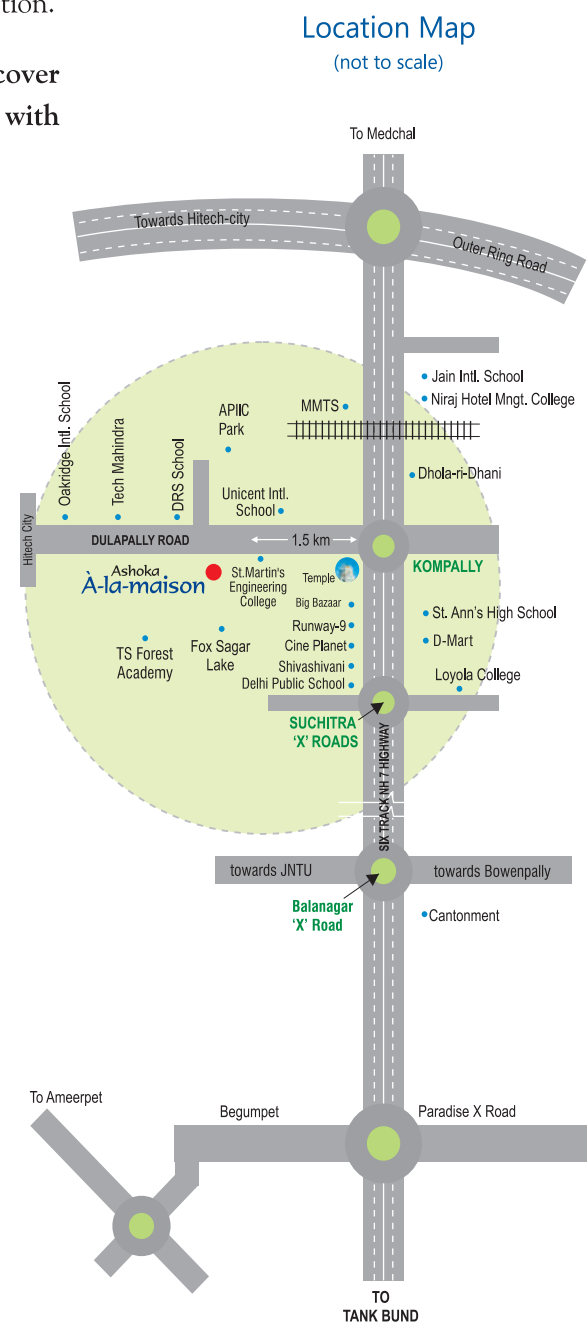 tion.
cover
with
Location Map
(not to scale)
To Medchal
Towards Hitech-city
Outer Ring Road
Jain Intl. School
Niraj Hotel Mngt. College
MMTS
APIIC
Park
Oakridge Intl. School
Tech Mahindra
DRS School
Dhola-ri-Dhani
Unicent Intl.
School
Hitech City
DULAPALLY ROAD
1.5 km
KOMPALLY
Ashoka
À-la-maison
St.Martin's
Engineering
College
Temple
Big Bazaar
St. Ann's High School
Runway-9
D-Mart
Cine Planet
Fox Sagar
Lake
TS Forest
Academy
Shivashivani
Delhi Public School
Loyola College
SUCHITRA
'X' ROADS
SIX TRACK NH 7 HIGHWAY
towards JNTU
towards Bowenpally
Balanagar
'X' Road
Cantonment
To Ameerpet
Begumpet
Paradise X Road
TO
TANK BUND